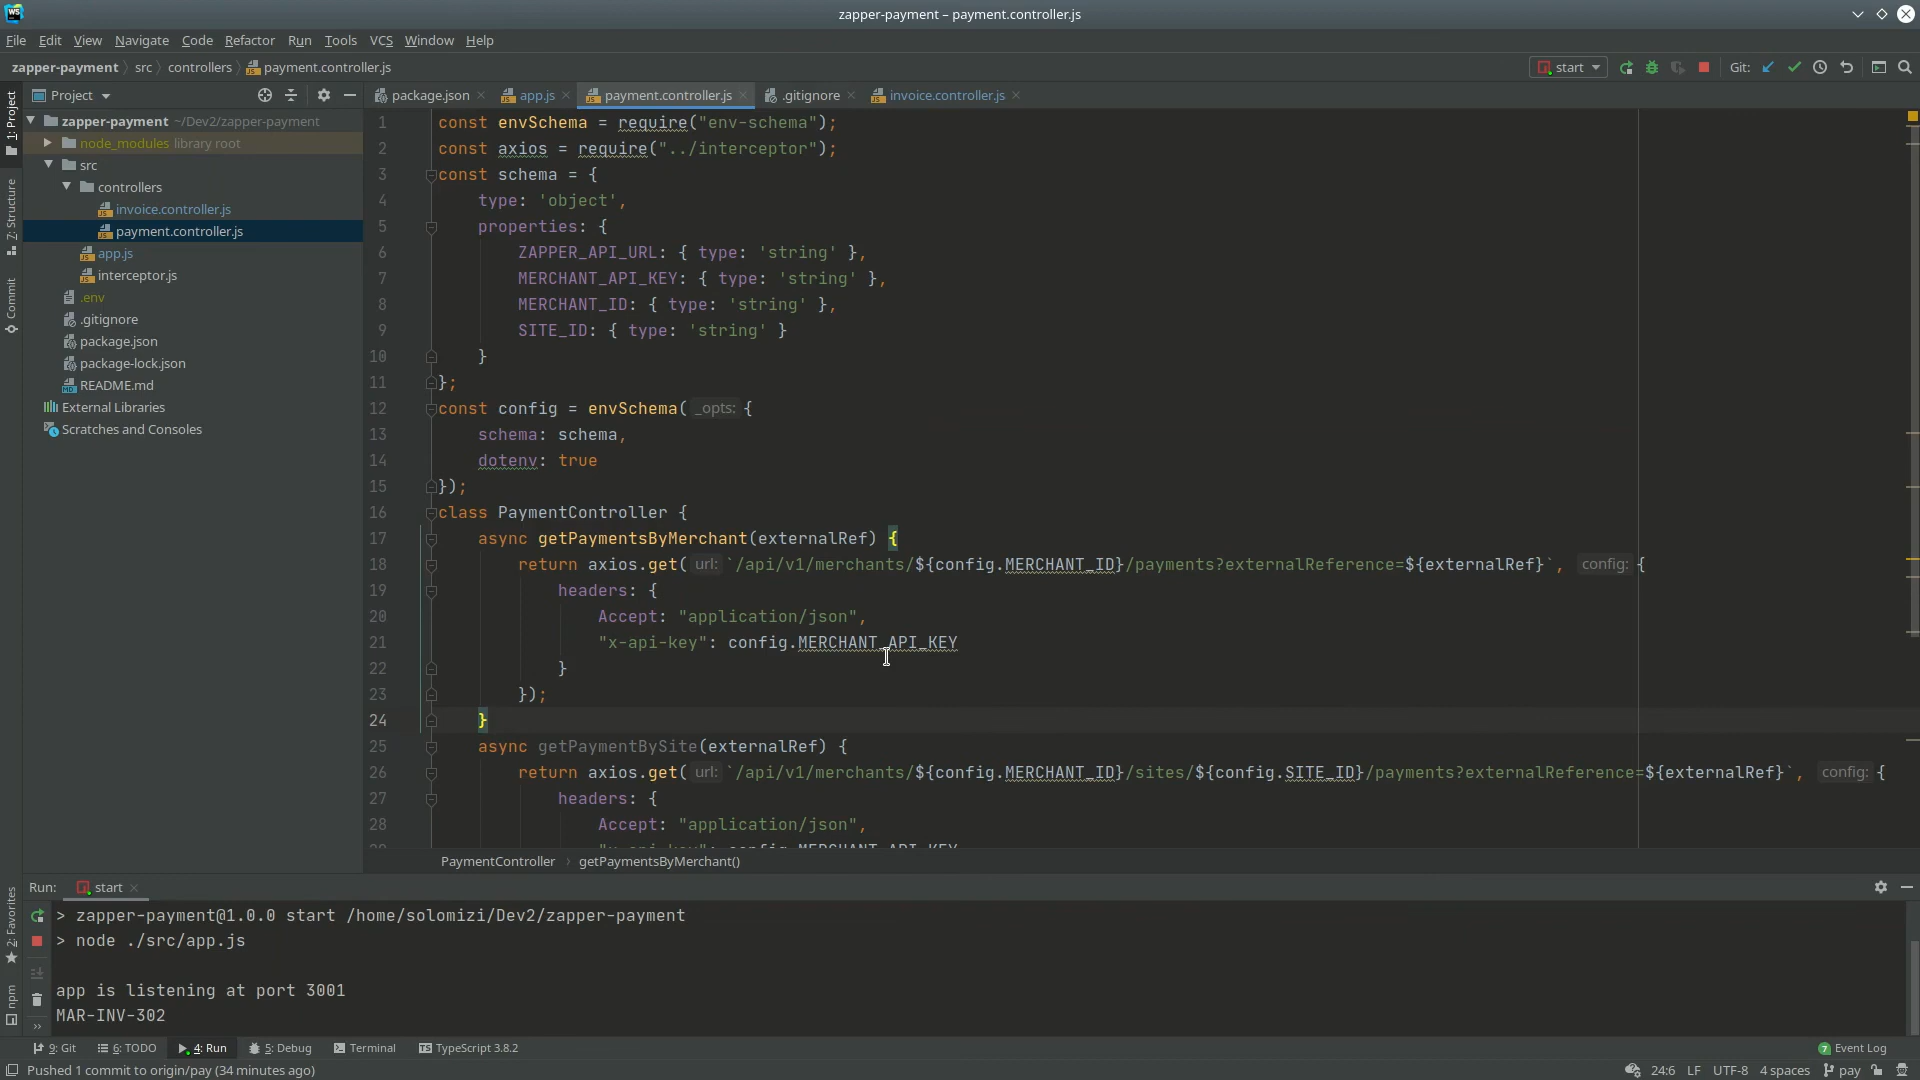 zapper-payment – payment.controller.js
File Edit View Navigate Code Refactor Run Tools VCS Window Help
zapper-payment src controllers payment.controller.js start Git:
Project package.json app.js payment.controller.js .gitignore invoice.controller.js
1: Project
Z: Structure
Commit
2: Favorites
npm
zapper-payment ~/Dev2/zapper-payment
node_modules library root
src
controllers
invoice.controller.js
payment.controller.js
app.js
interceptor.js
.env
.gitignore
package.json
package-lock.json
README.md
External Libraries
Scratches and Consoles
1 const envSchema = require("env-schema");
2 const axios = require("../interceptor");
3 const schema = {
4 type: 'object',
5 properties: {
6 ZAPPER_API_URL: { type: 'string' },
7 MERCHANT_API_KEY: { type: 'string' },
8 MERCHANT_ID: { type: 'string' },
9 SITE_ID: { type: 'string' }
10 }
11 };
12 const config = envSchema( _opts: {
13 schema: schema,
14 dotenv: true
15 });
16 class PaymentController {
17 async getPaymentsByMerchant(externalRef) {
18 return axios.get( url: `/api/v1/merchants/${config.MERCHANT_ID}/payments?externalReference=${externalRef}`, config: {
19 headers: {
20 Accept: "application/json",
21 "x-api-key": config.MERCHANT_API_KEY
22 }
23 });
24 }
25 async getPaymentBySite(externalRef) {
26 return axios.get( url: `/api/v1/merchants/${config.MERCHANT_ID}/sites/${config.SITE_ID}/payments?externalReference=${externalRef}`, config: {
27 headers: {
28 Accept: "application/json",
29 "x-api-key": config.MERCHANT_API_KEY
PaymentController getPaymentsByMerchant()
Run: start
> zapper-payment@1.0.0 start /home/solomizi/Dev2/zapper-payment
> node ./src/app.js
app is listening at port 3001
MAR-INV-302
9: Git 6: TODO 4: Run 5: Debug Terminal TypeScript 3.8.2 7 Event Log
Pushed 1 commit to origin/pay (34 minutes ago) 24:6 LF UTF-8 4 spaces pay